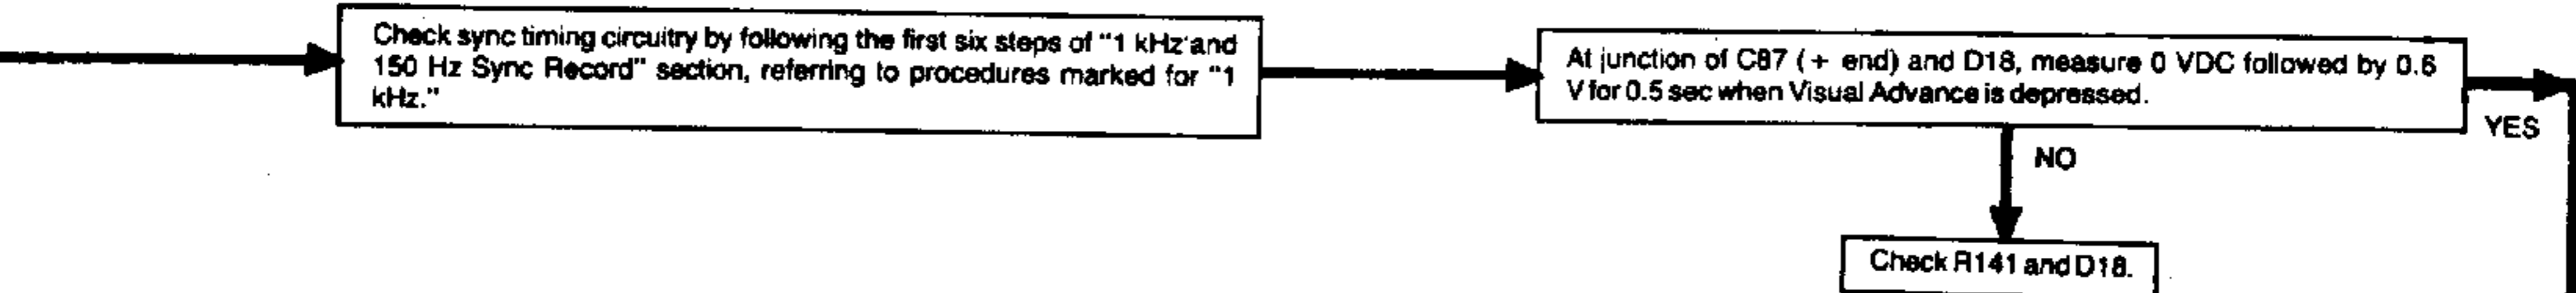 Check sync timing circuitry by following the first six steps of "1 kHz and
150 Hz Sync Record" section, referring to procedures marked for "1
kHz."
At junction of C87 (+ end) and D18, measure 0 VDC followed by 0.6
V for 0.5 sec when Visual Advance is depressed.
YES
NO
Check R141 and D18.